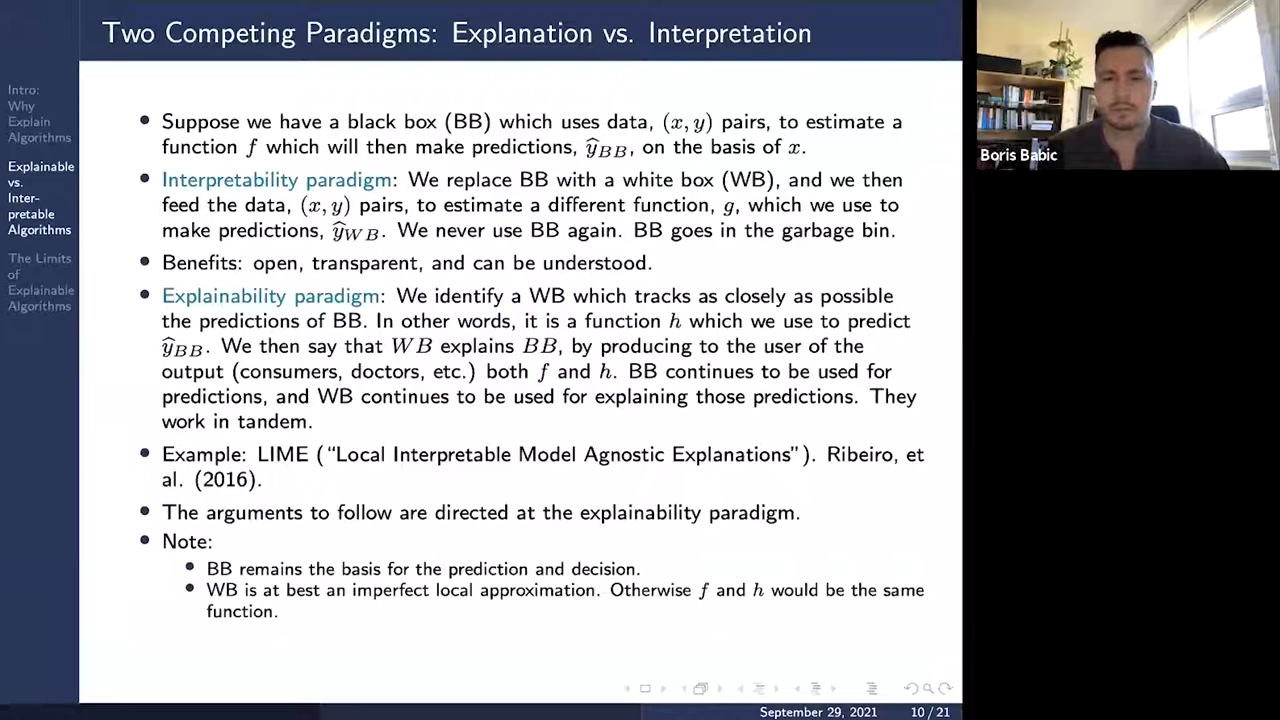 Two Competing Paradigms: Explanation vs. Interpretation
Intro:
Why
Explain
Algorithms
Explainable
vs.
Inter-
pretable
Algorithms
The Limits
of
Explainable
Algorithms
• Suppose we have a black box (BB) which uses data, (x, y) pairs, to estimate a
function f which will then make predictions, ŷ_BB, on the basis of x.
• Interpretability paradigm: We replace BB with a white box (WB), and we then
feed the data, (x, y) pairs, to estimate a different function, g, which we use to
make predictions, ŷ_WB. We never use BB again. BB goes in the garbage bin.
• Benefits: open, transparent, and can be understood.
• Explainability paradigm: We identify a WB which tracks as closely as possible
the predictions of BB. In other words, it is a function h which we use to predict
ŷ_BB. We then say that WB explains BB, by producing to the user of the
output (consumers, doctors, etc.) both f and h. BB continues to be used for
predictions, and WB continues to be used for explaining those predictions. They
work in tandem.
• Example: LIME (“Local Interpretable Model Agnostic Explanations”). Ribeiro, et
al. (2016).
• The arguments to follow are directed at the explainability paradigm.
• Note:
• BB remains the basis for the prediction and decision.
• WB is at best an imperfect local approximation. Otherwise f and h would be the same
function.
September 29, 2021 10 / 21
Boris Babic